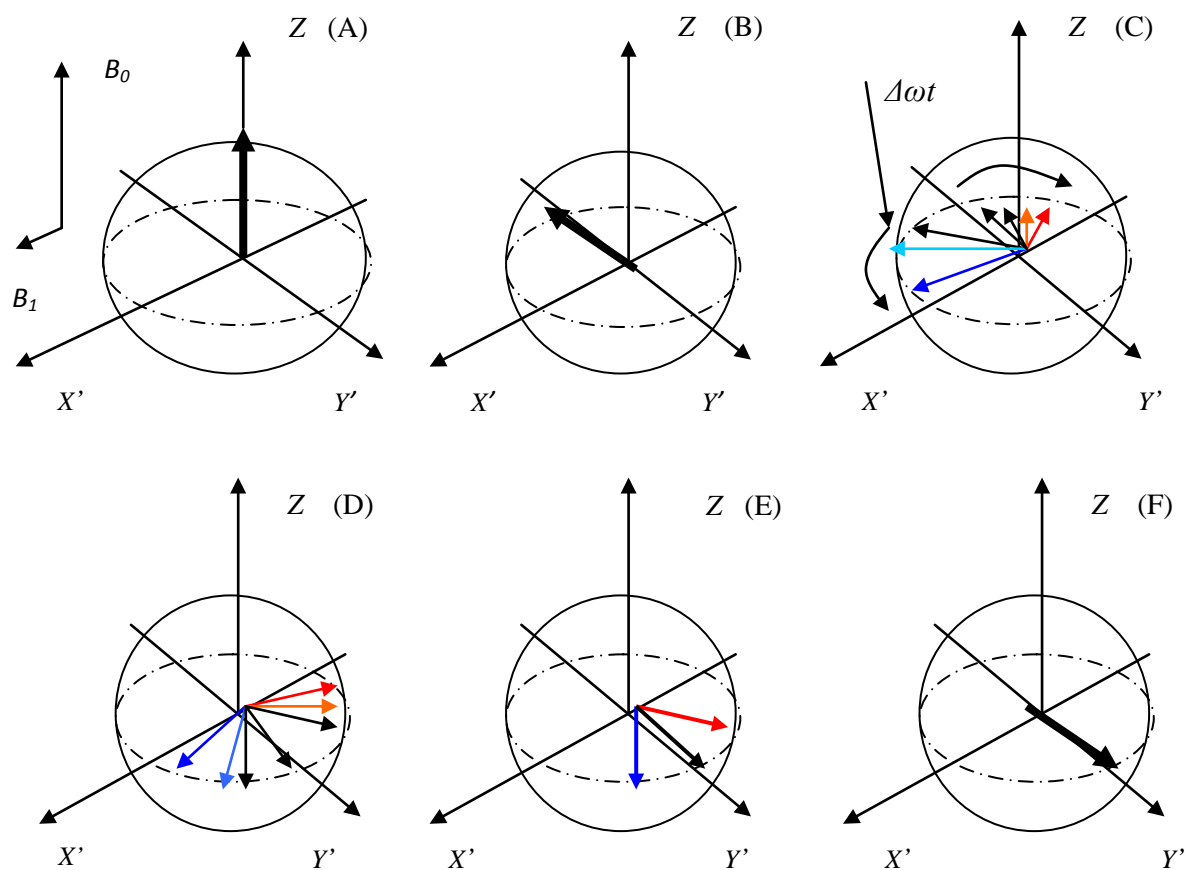 Z (A)
B₀
B₁
X’
Y’
Z (B)
X’
Y’
Z (C)
Δωt
X’
Y’
Z (D)
X’
Y’
Z (E)
X’
Y’
Z (F)
X’
Y’